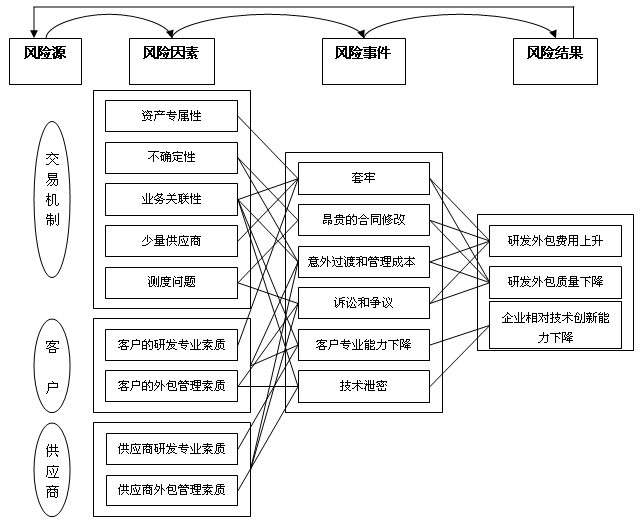 风险源
风险因素
风险事件
风险结果
交易机制
资产专属性
不确定性
业务关联性
少量供应商
测度问题
客户
客户的研发专业素质
客户的外包管理素质
供应商
供应商研发专业素质
供应商外包管理素质
套牢
昂贵的合同修改
意外过渡和管理成本
诉讼和争议
客户专业能力下降
技术泄密
研发外包费用上升
研发外包质量下降
企业相对技术创新能
力下降